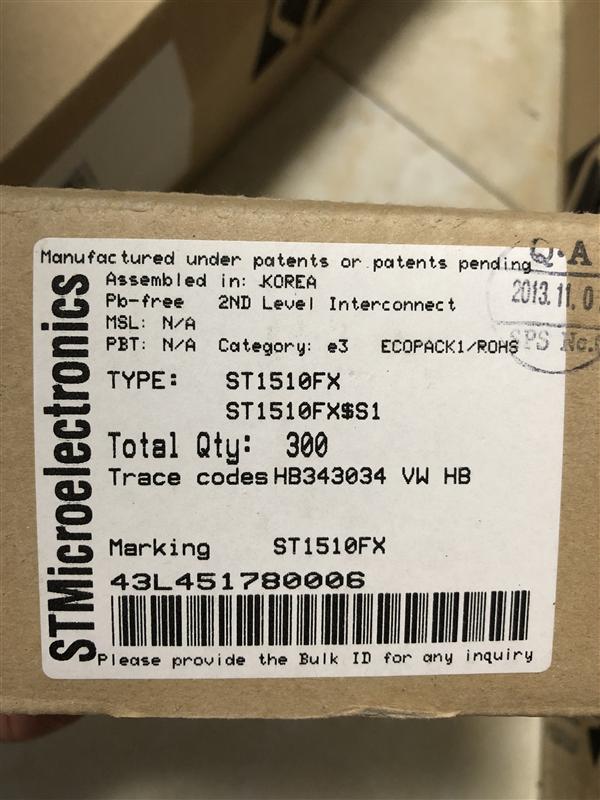 Manufactured under patents or patents pending
Q.A
STMicroelectronics
Assembled in: KOREA
2013.11.0
Pb-free 2ND Level Interconnect
MSL: N/A
PBT: N/A Category: e3 ECOPACK1/ROHS
SPS No.
TYPE: ST1510FX
ST1510FX$S1
Total Qty: 300
Trace codes HB343034 VW HB
Marking ST1510FX
43L451780006
Please provide the Bulk ID for any inquiry